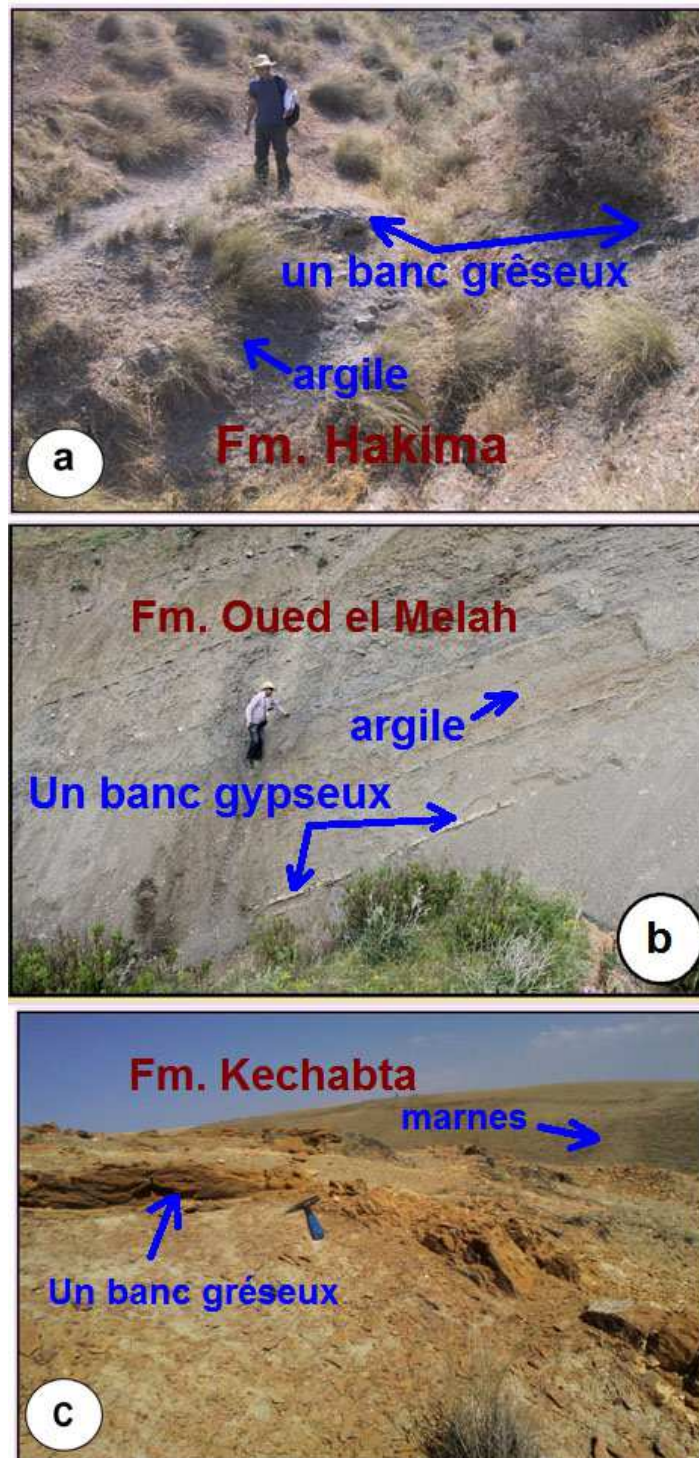 un banc grêseux
argile
Fm. Hakima
a
Fm. Oued el Melah
argile
Un banc gypseux
b
Fm. Kechabta
marnes
Un banc gréseux
c